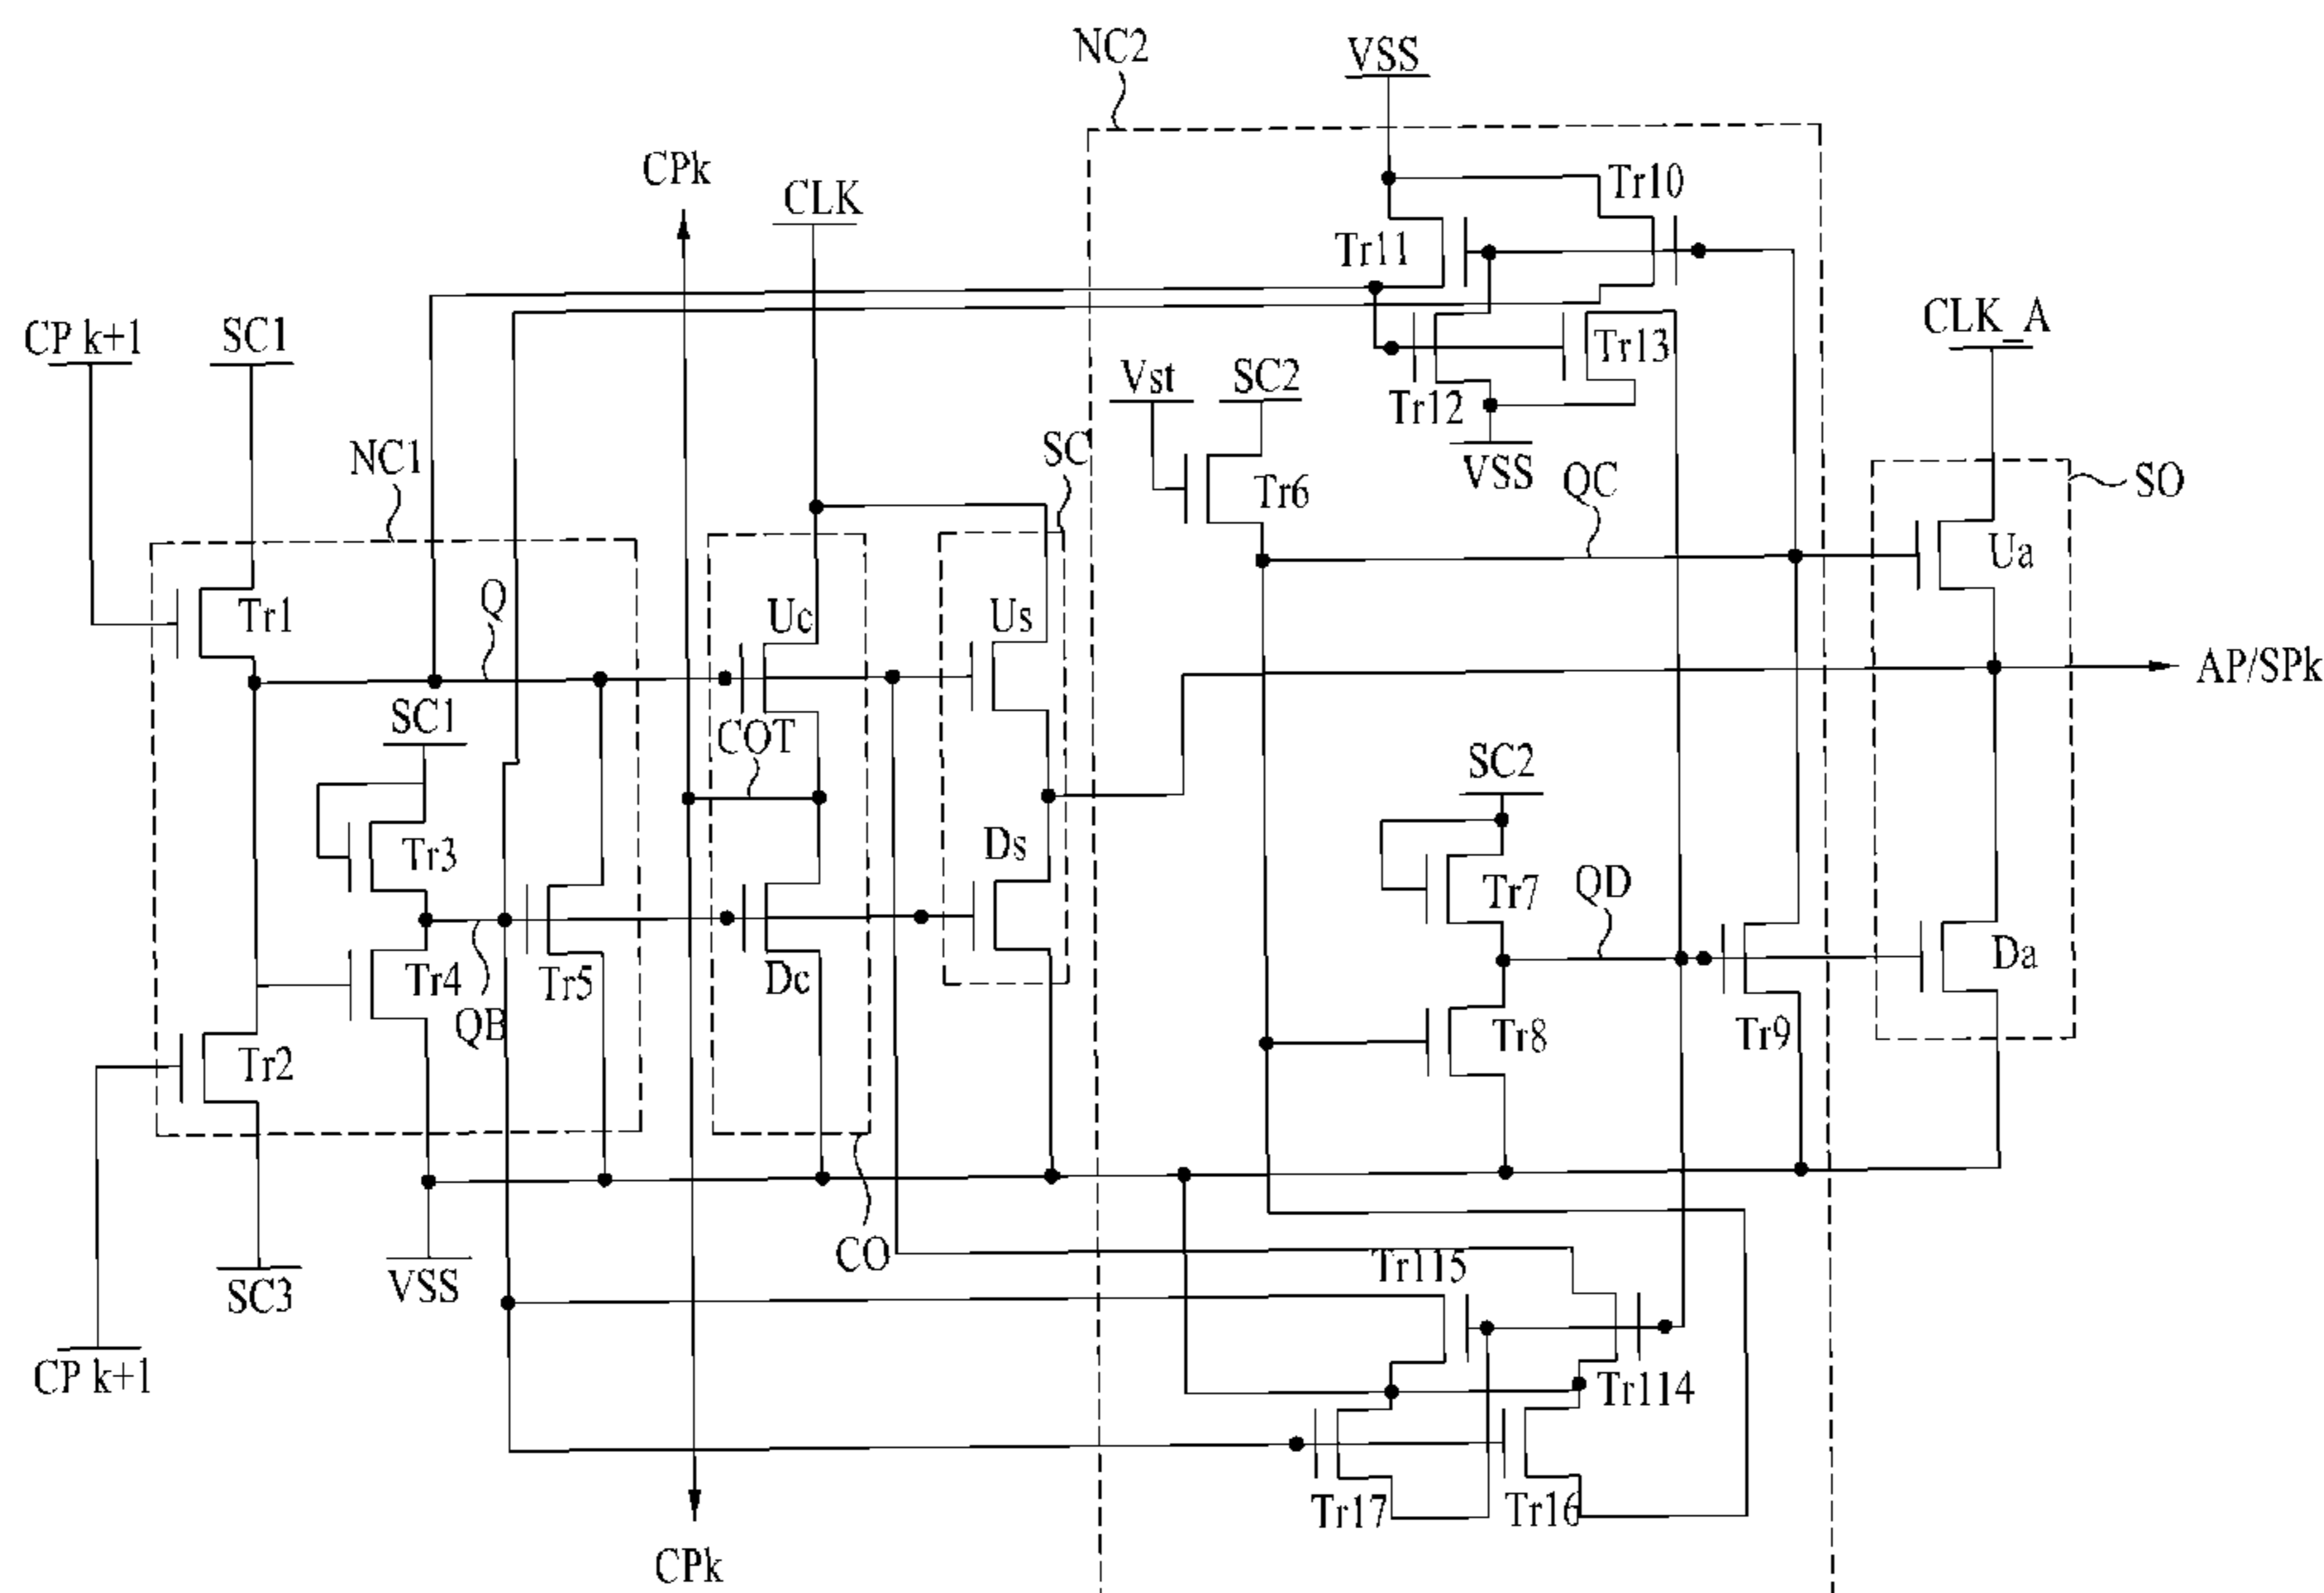 NC2
VSS
CPk
CLK
Tr10
Tr11
CP k+1
SC1
CLK_A
Tr13
Vst
SC2
Tr12
NC1
SC
VSS
QC
SO
Tr6
Ua
Q
Tr1
Uc
Us
AP/SPk
SC1
COT
SC2
Ds
Tr3
Tr7
QD
Tr4
Tr5
Dc
Da
QB
Tr8
Tr9
Tr2
CO
Tr115
SC3
VSS
CP k+1
Tr114
Tr17
Tr16
CPk